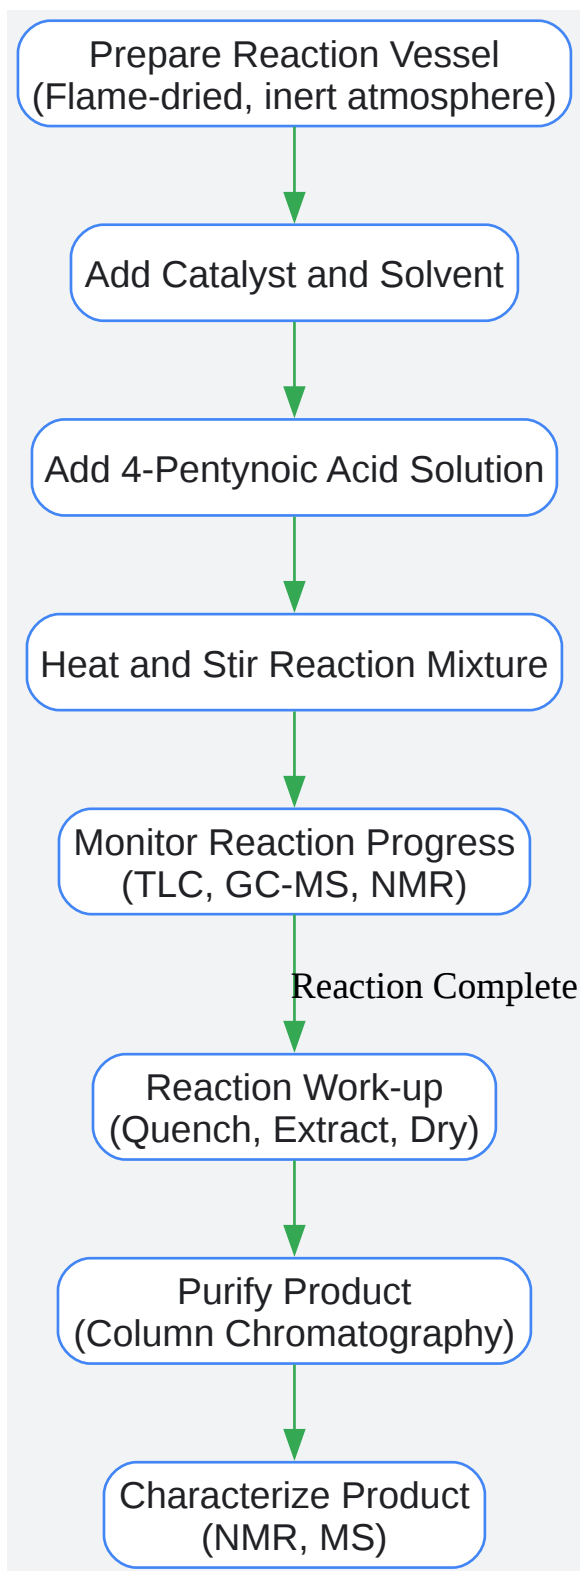 Prepare Reaction Vessel
(Flame-dried, inert atmosphere)
Add Catalyst and Solvent
Add 4-Pentynoic Acid Solution
Heat and Stir Reaction Mixture
Monitor Reaction Progress
(TLC, GC-MS, NMR)
Reaction Complete
Reaction Work-up
(Quench, Extract, Dry)
Purify Product
(Column Chromatography)
Characterize Product
(NMR, MS)